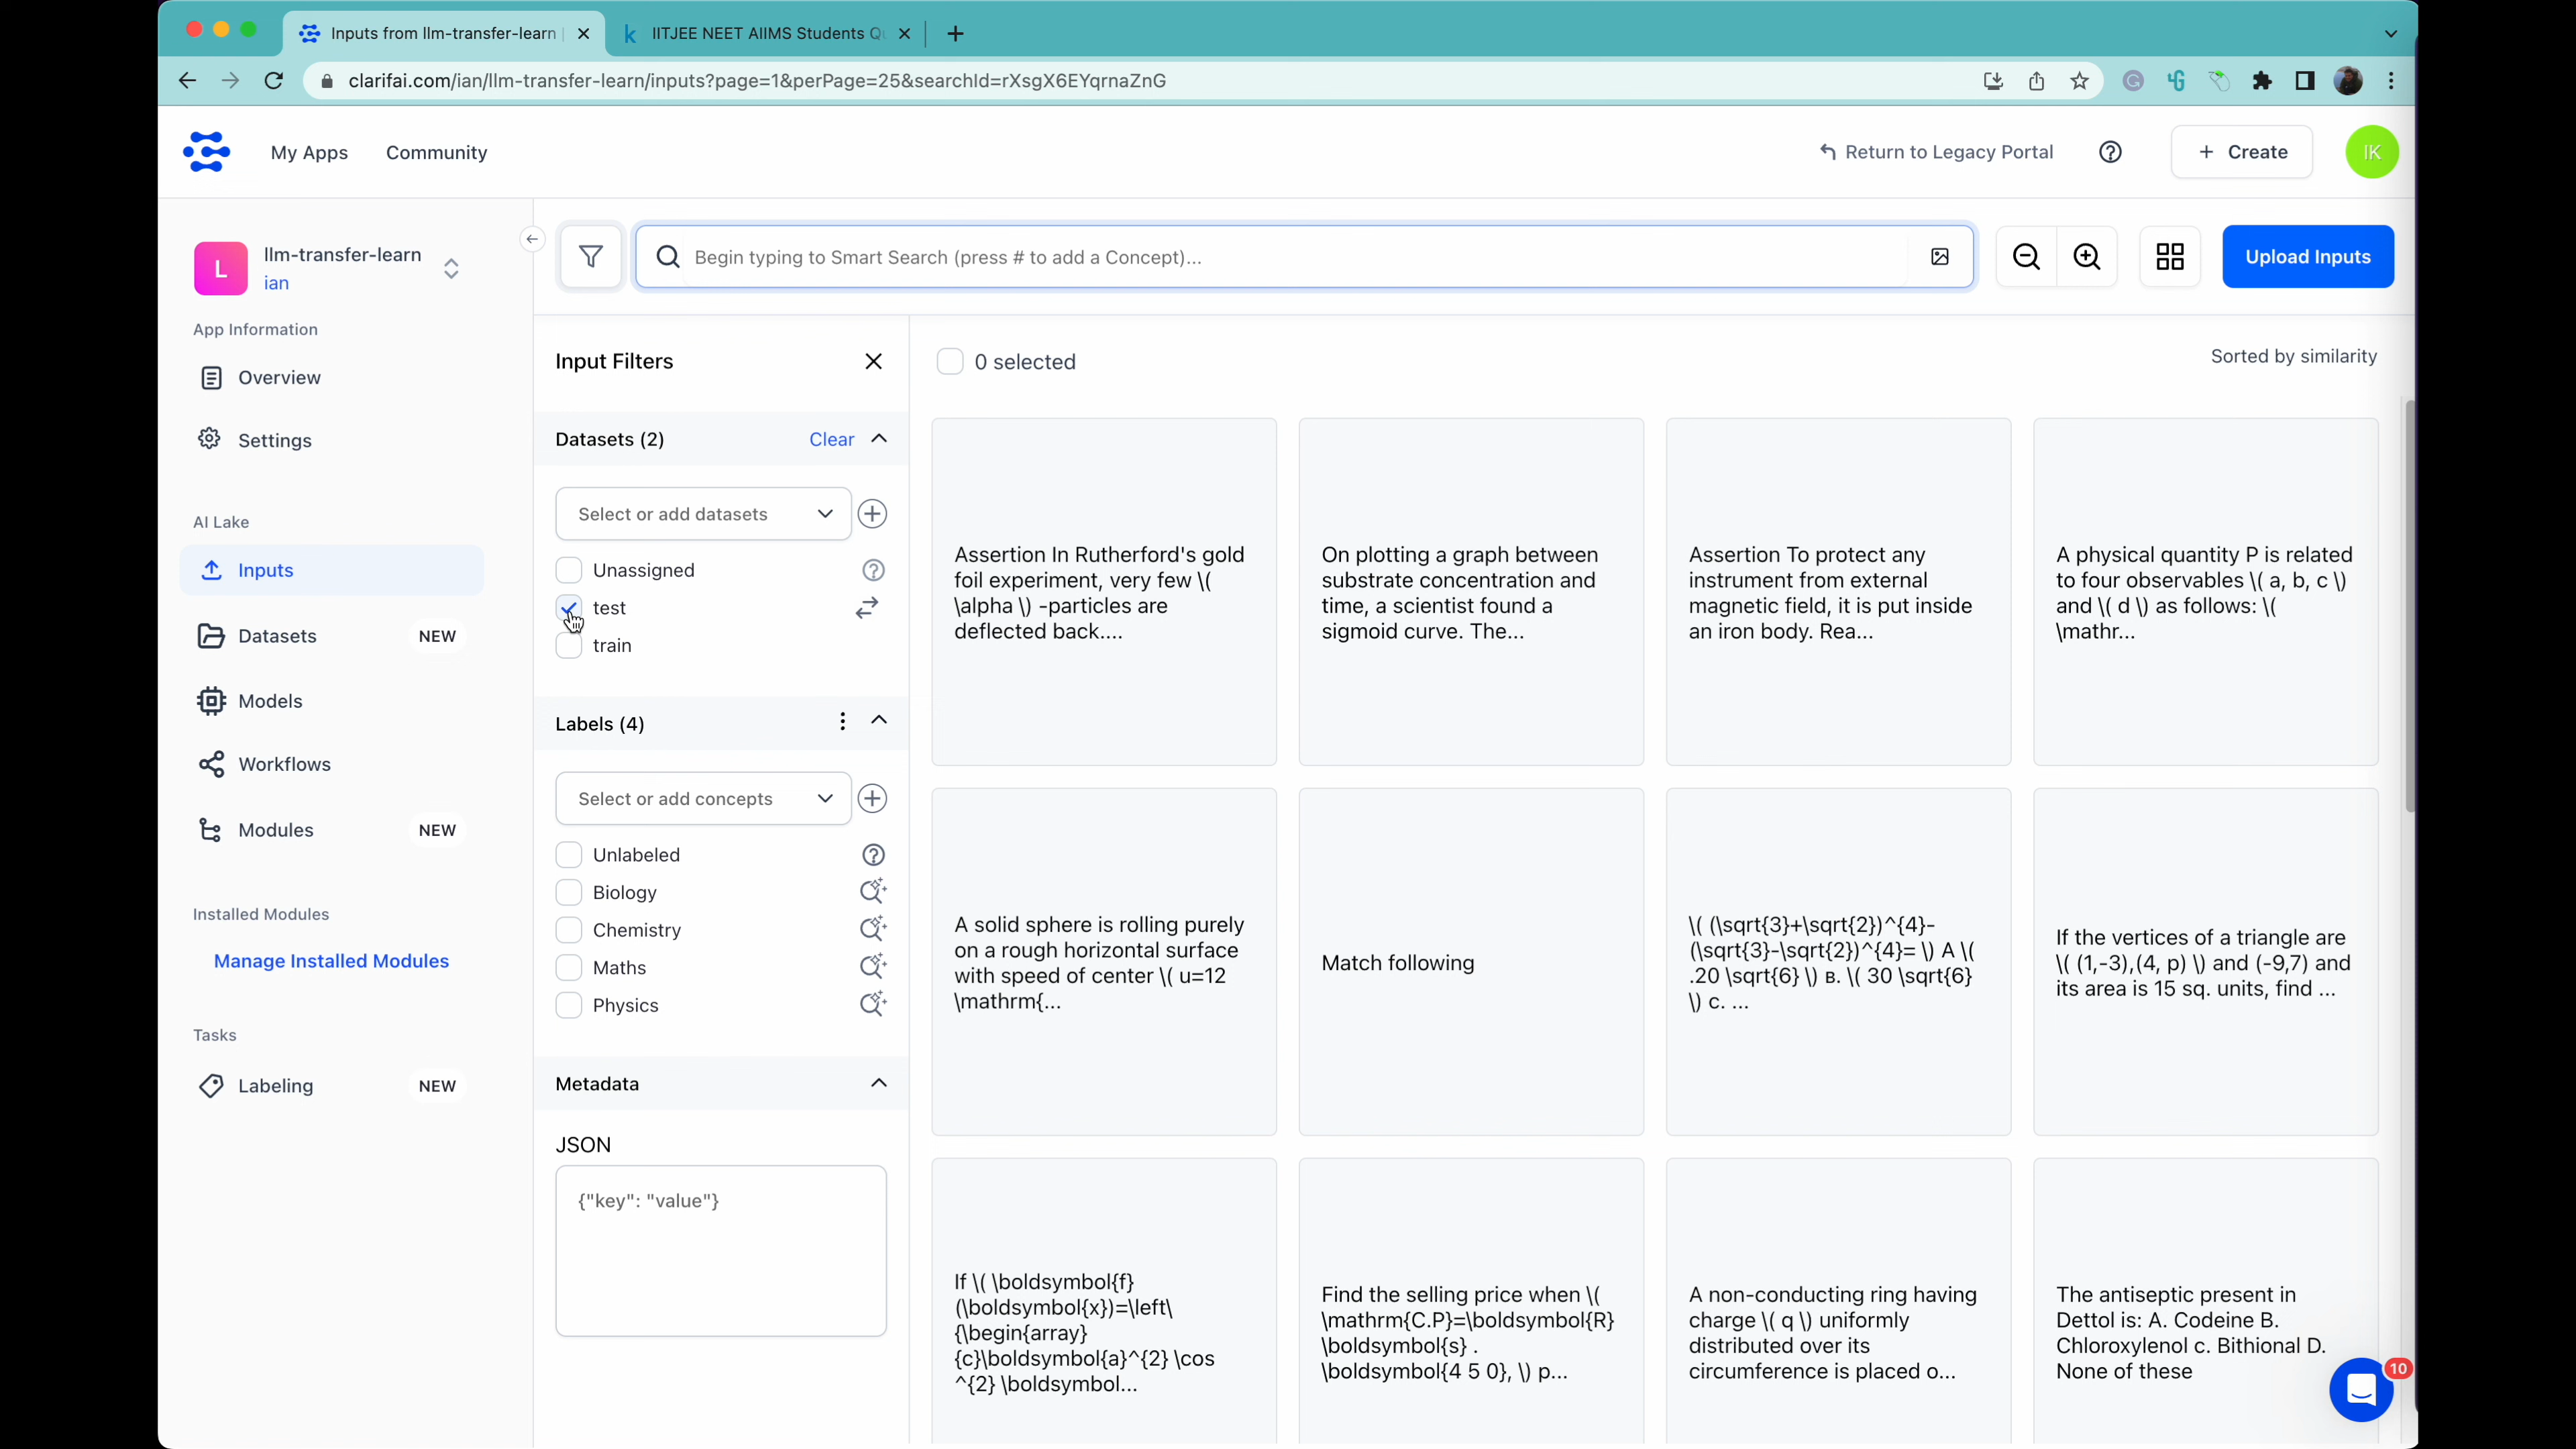 Inputs from llm-transfer-learn |
IITJEE NEET AIIMS Students Qu
clarifai.com/ian/llm-transfer-learn/inputs?page=1&perPage=25&searchId=rXsgX6EYqrnaZnG
My Apps
Community
Return to Legacy Portal
+ Create
IK
L
llm-transfer-learn
ian
App Information
Overview
Settings
AI Lake
Inputs
Datasets
NEW
Models
Workflows
Modules
NEW
Installed Modules
Manage Installed Modules
Tasks
Labeling
NEW
Begin typing to Smart Search (press # to add a Concept)...
Upload Inputs
Input Filters
Datasets (2)
Clear
Select or add datasets
Unassigned
test
train
Labels (4)
Select or add concepts
Unlabeled
Biology
Chemistry
Maths
Physics
Metadata
JSON
{"key": "value"}
0 selected
Sorted by similarity
Assertion In Rutherford's gold
foil experiment, very few \(
\alpha \) -particles are
deflected back....
On plotting a graph between
substrate concentration and
time, a scientist found a
sigmoid curve. The...
Assertion To protect any
instrument from external
magnetic field, it is put inside
an iron body. Rea...
A physical quantity P is related
to four observables \( a, b, c \)
and \( d \) as follows: \(
\mathr...
A solid sphere is rolling purely
on a rough horizontal surface
with speed of center \( u=12
\mathrm{...
Match following
\( (\sqrt{3}+\sqrt{2})^{4}-
(\sqrt{3}-\sqrt{2})^{4}= \) A \(
.20 \sqrt{6} \) в. \( 30 \sqrt{6}
\) c. ...
If the vertices of a triangle are
\( (1,-3),(4, p) \) and (-9,7) and
its area is 15 sq. units, find ...
If \( \boldsymbol{f}
(\boldsymbol{x})=\left\
{\begin{array}
{c}\boldsymbol{a}^{2} \cos
^{2} \boldsymbol...
Find the selling price when \(
\mathrm{C.P}=\boldsymbol{R}
\boldsymbol{s} .
\boldsymbol{4 5 0}, \) p...
A non-conducting ring having
charge \( q \) uniformly
distributed over its
circumference is placed o...
The antiseptic present in
Dettol is: A. Codeine B.
Chloroxylenol c. Bithional D.
None of these
10